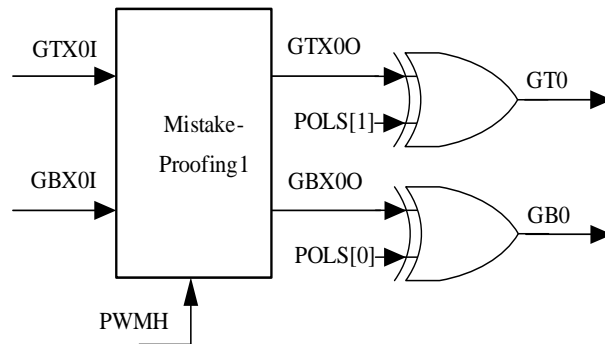 GTX0I
GTX0O
GT0
POLS[1]
Mistake-
Proofing1
GBX0I
GBX0O
GB0
POLS[0]
PWMH